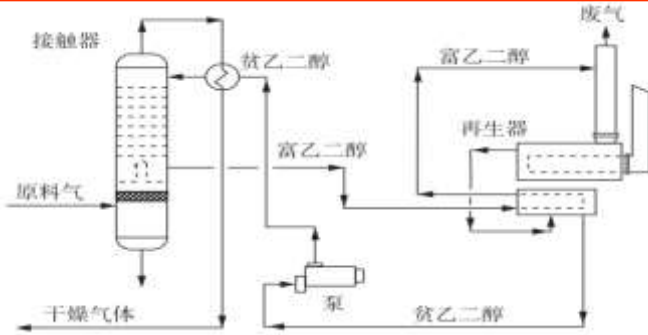 废气
接触器
贫乙二醇
富乙二醇
再生器
富乙二醇
原料气
泵
干燥气体
贫乙二醇